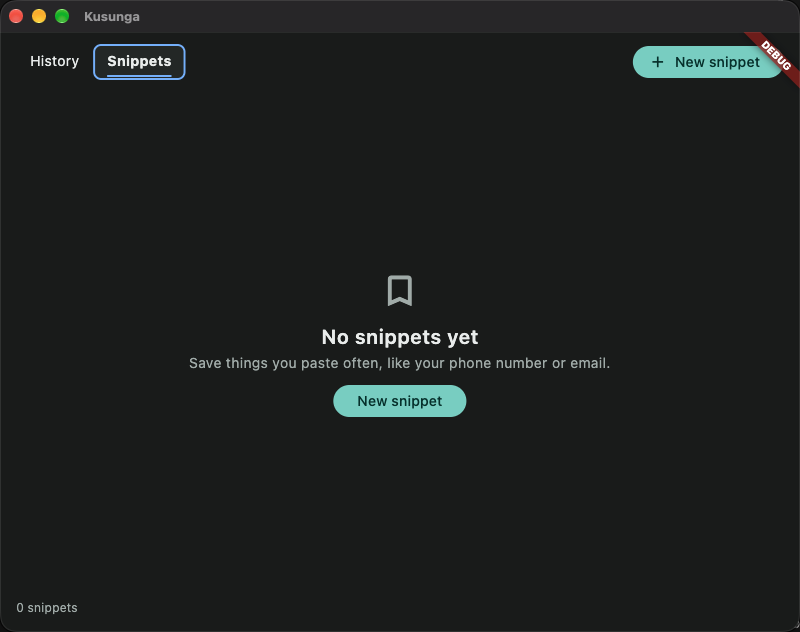 Kusunga
History
Snippets
+ New snippet
DEBUG
No snippets yet
Save things you paste often, like your phone number or email.
New snippet
0 snippets